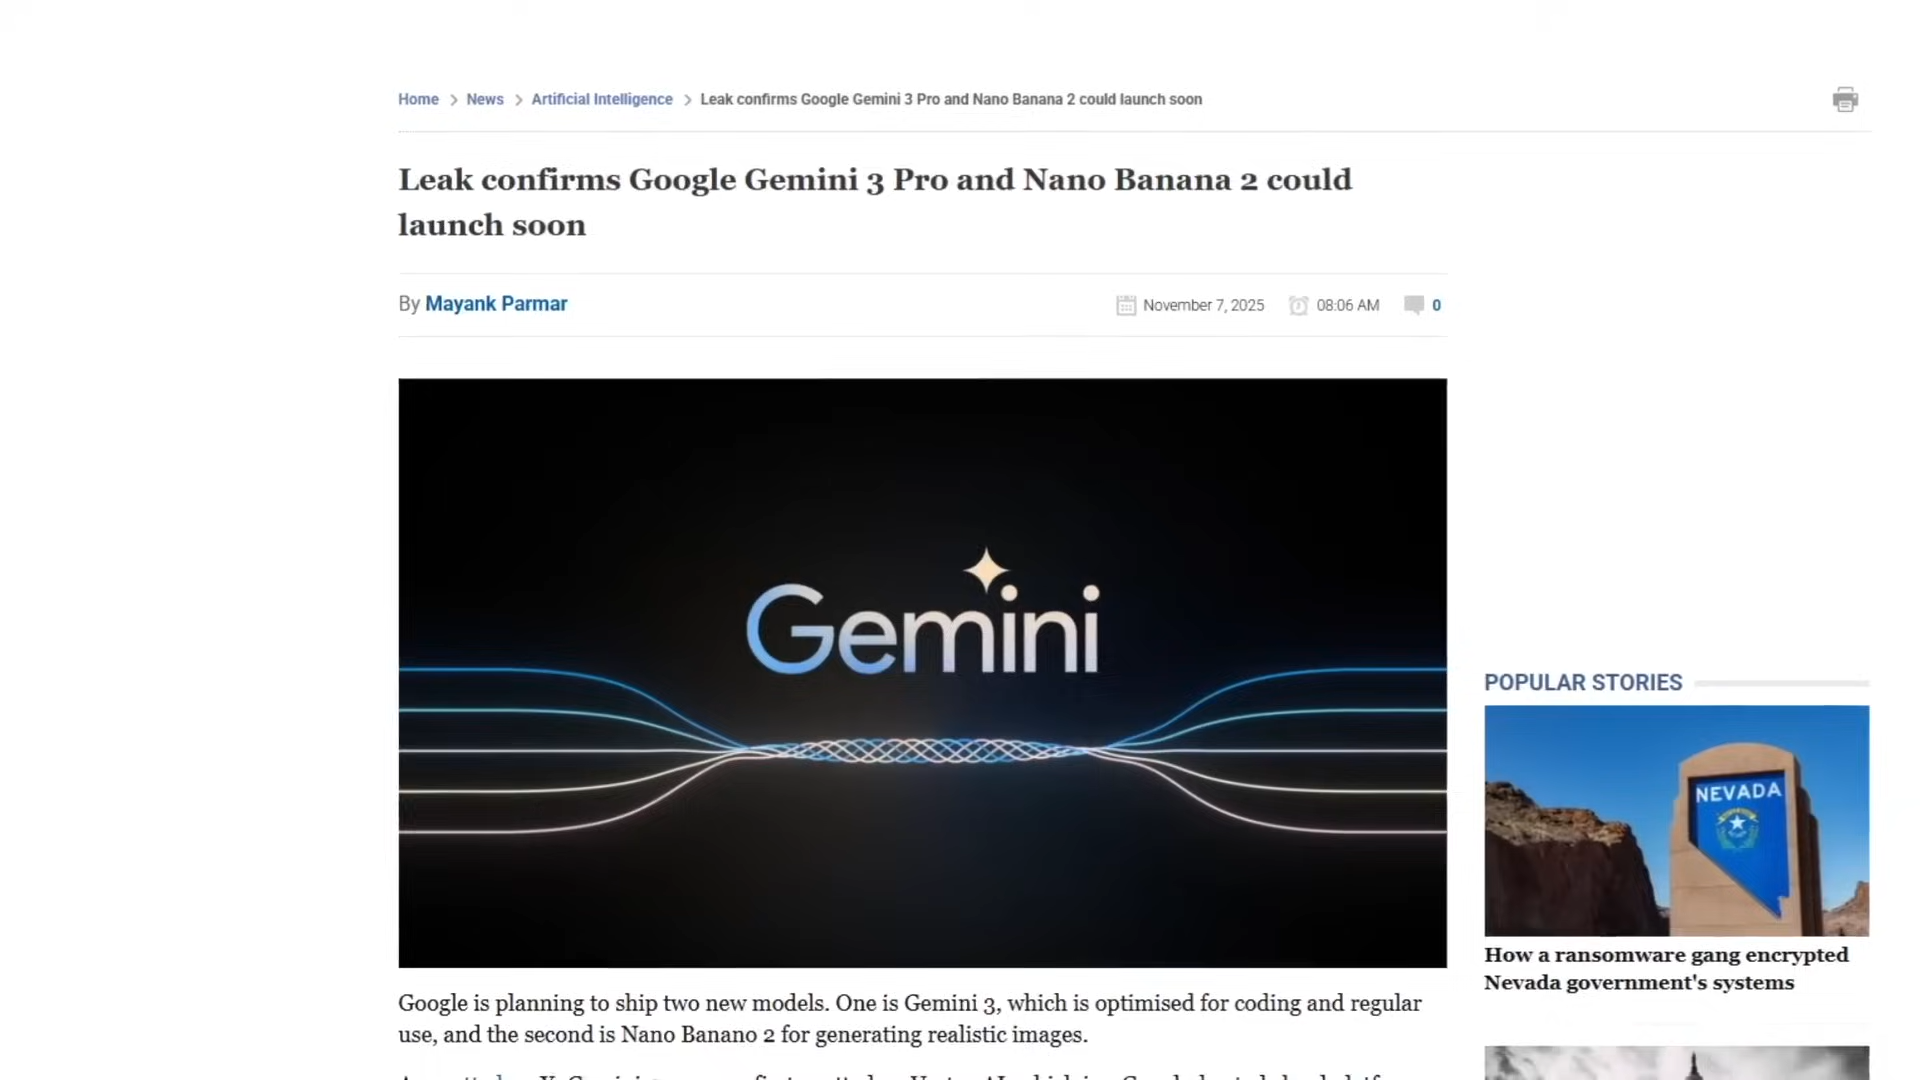 Home > News > Artificial Intelligence > Leak confirms Google Gemini 3 Pro and Nano Banana 2 could launch soon
Leak confirms Google Gemini 3 Pro and Nano Banana 2 could
launch soon
By Mayank Parmar
November 7, 2025 08:06 AM 0
Gemini
POPULAR STORIES
NEVADA
How a ransomware gang encrypted
Nevada government's systems
Google is planning to ship two new models. One is Gemini 3, which is optimised for coding and regular
use, and the second is Nano Banano 2 for generating realistic images.